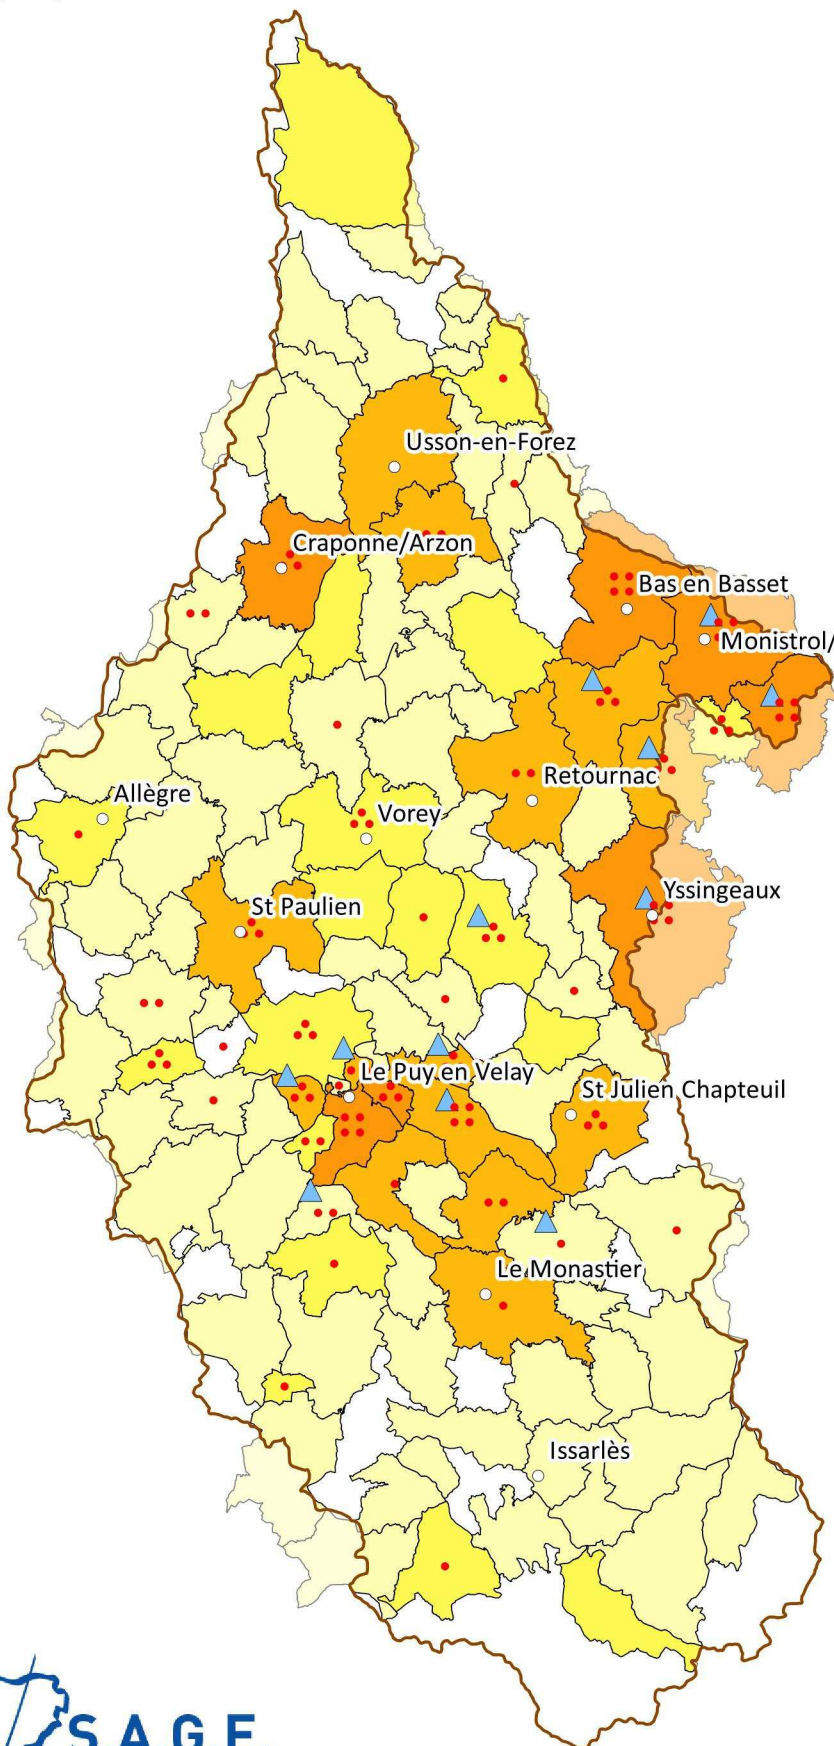 Usson-en-Forez
Craponne/Arzon
Bas en Basset
Monistrol/
Retournac
Allègre
Vorey
Yssingeaux
St Paulien
Le Puy en Velay
St Julien Chapteuil
Le Monastier
Issarlès
SAGE